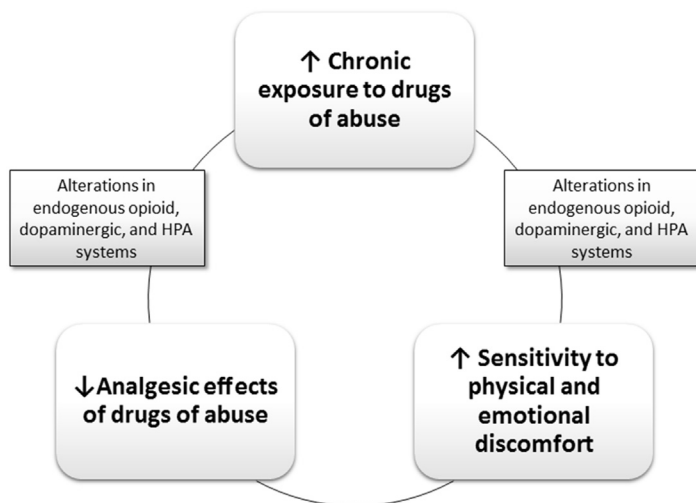 ↑ Chronic
exposure to drugs
of abuse
Alterations in
endogenous opioid,
dopaminergic, and HPA
systems
Alterations in
endogenous opioid,
dopaminergic, and HPA
systems
↓Analgesic effects
of drugs of abuse
↑ Sensitivity to
physical and
emotional
discomfort